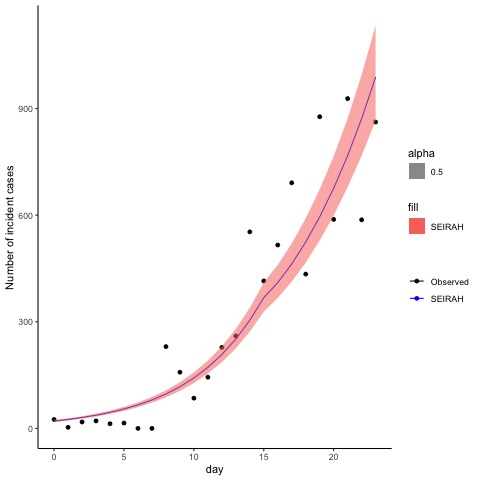 Number of incident cases
900
600
300
0
0
5
10
15
20
day
alpha
0.5
fill
SEIRAH
Observed
SEIRAH